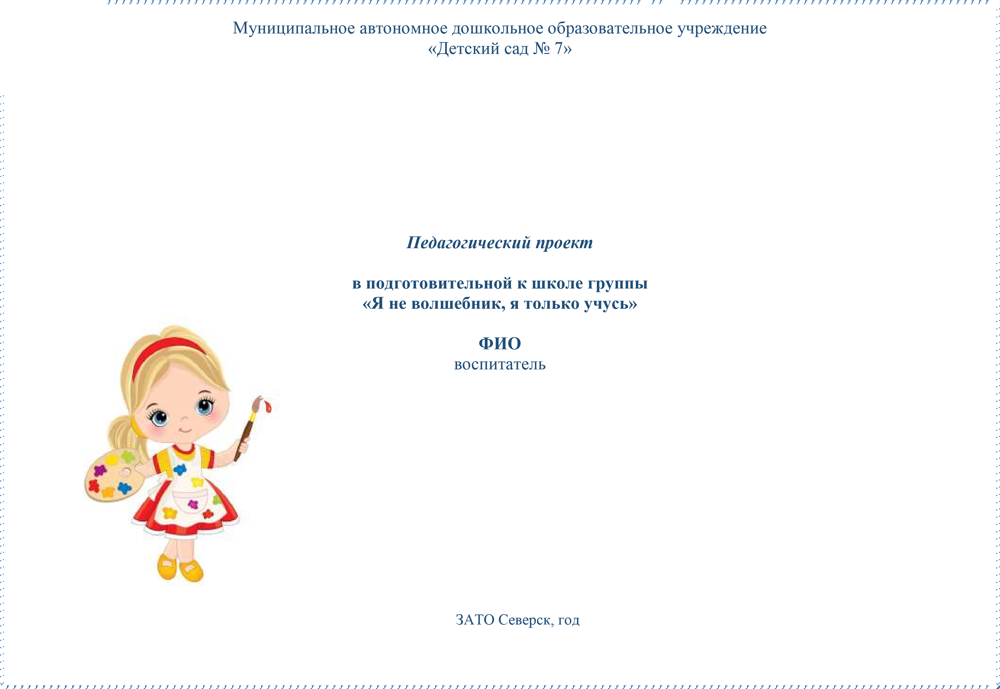 Муниципальное автономное дошкольное образовательное учреждение
«Детский сад № 7»
Педагогический проект
в подготовительной к школе группы
«Я не волшебник, я только учусь»
ФИО
воспитатель
ЗАТО Северск, год